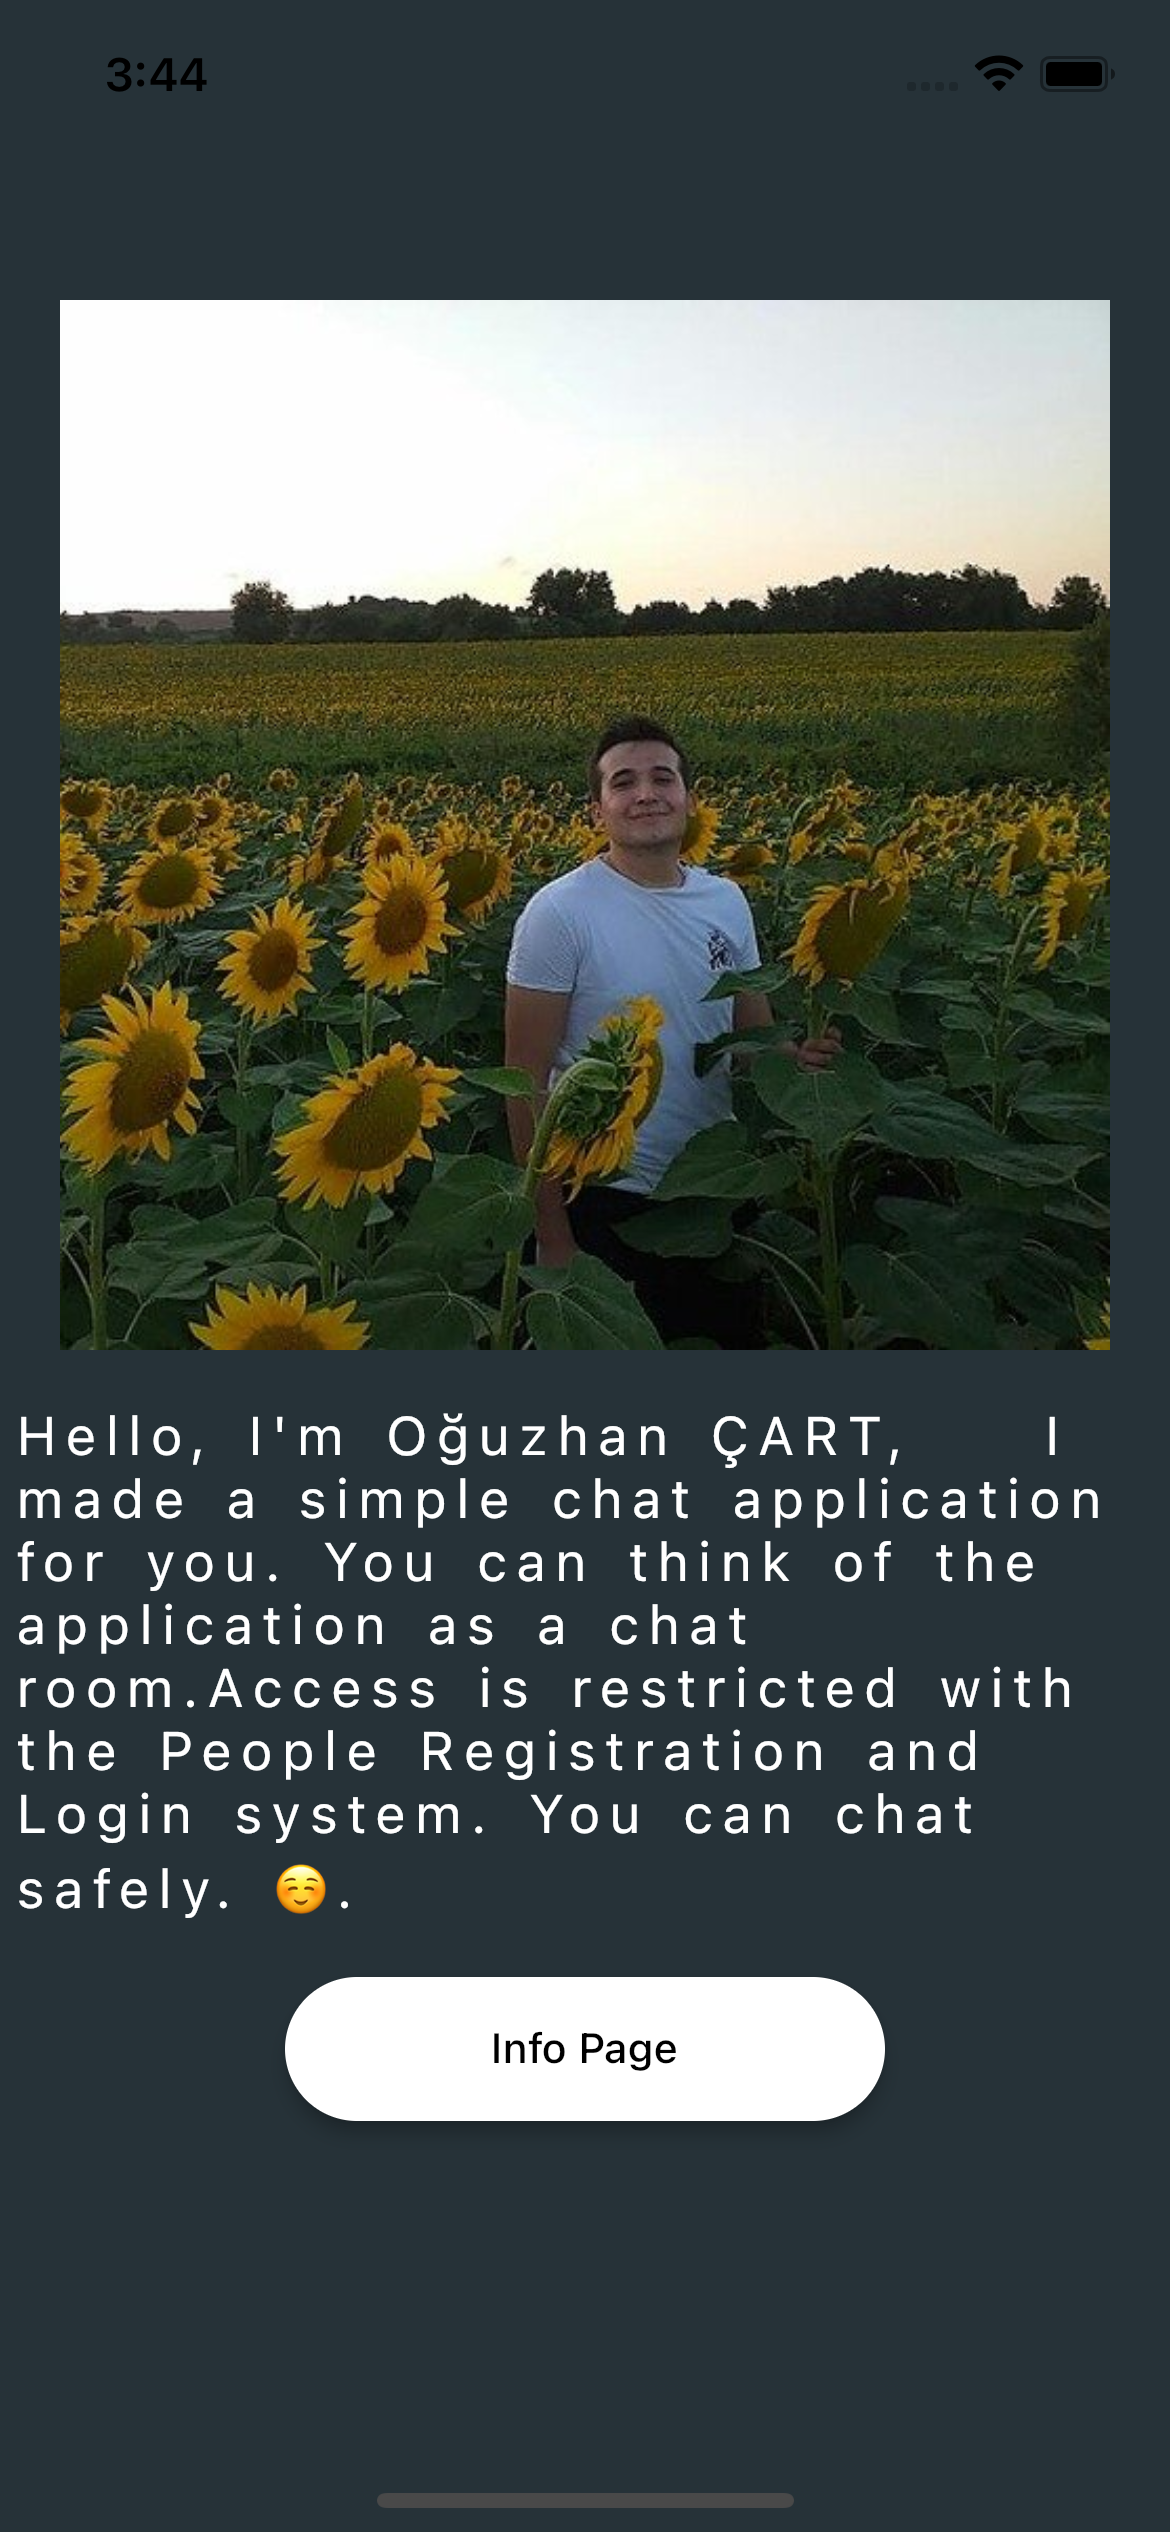 3:44
Hello, I'm Oğuzhan ÇART, I
made a simple chat application
for you. You can think of the
application as a chat
room.Access is restricted with
the People Registration and
Login system. You can chat
safely. ☺️.
Info Page